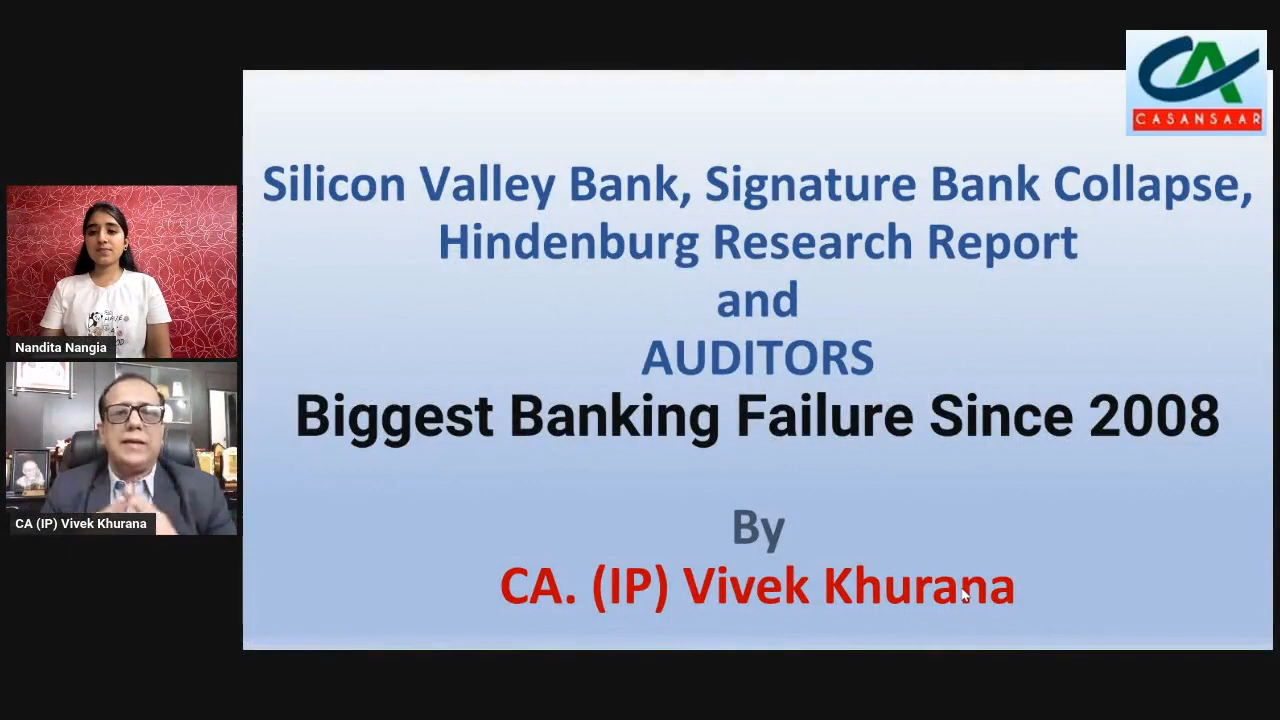 CA
CASANSAAR
Silicon Valley Bank, Signature Bank Collapse,
Hindenburg Research Report
and
AUDITORS
Biggest Banking Failure Since 2008
By
CA. (IP) Vivek Khurana
Nandita Nangia
CA (IP) Vivek Khurana